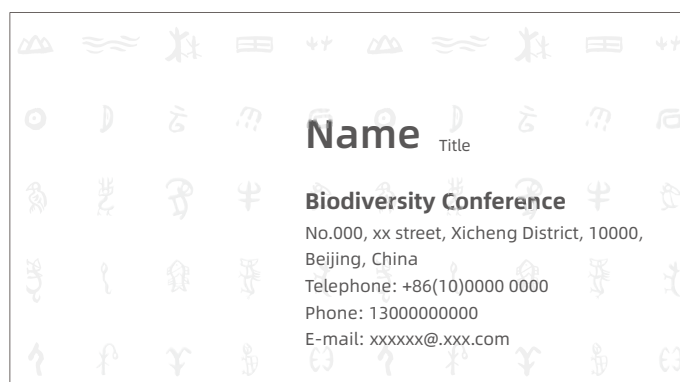 Name Title
Biodiversity Conference
No.000, xx street, Xicheng District, 10000,
Beijing, China
Telephone: +86(10)0000 0000
Phone: 13000000000
E-mail: xxxxxx@.xxx.com